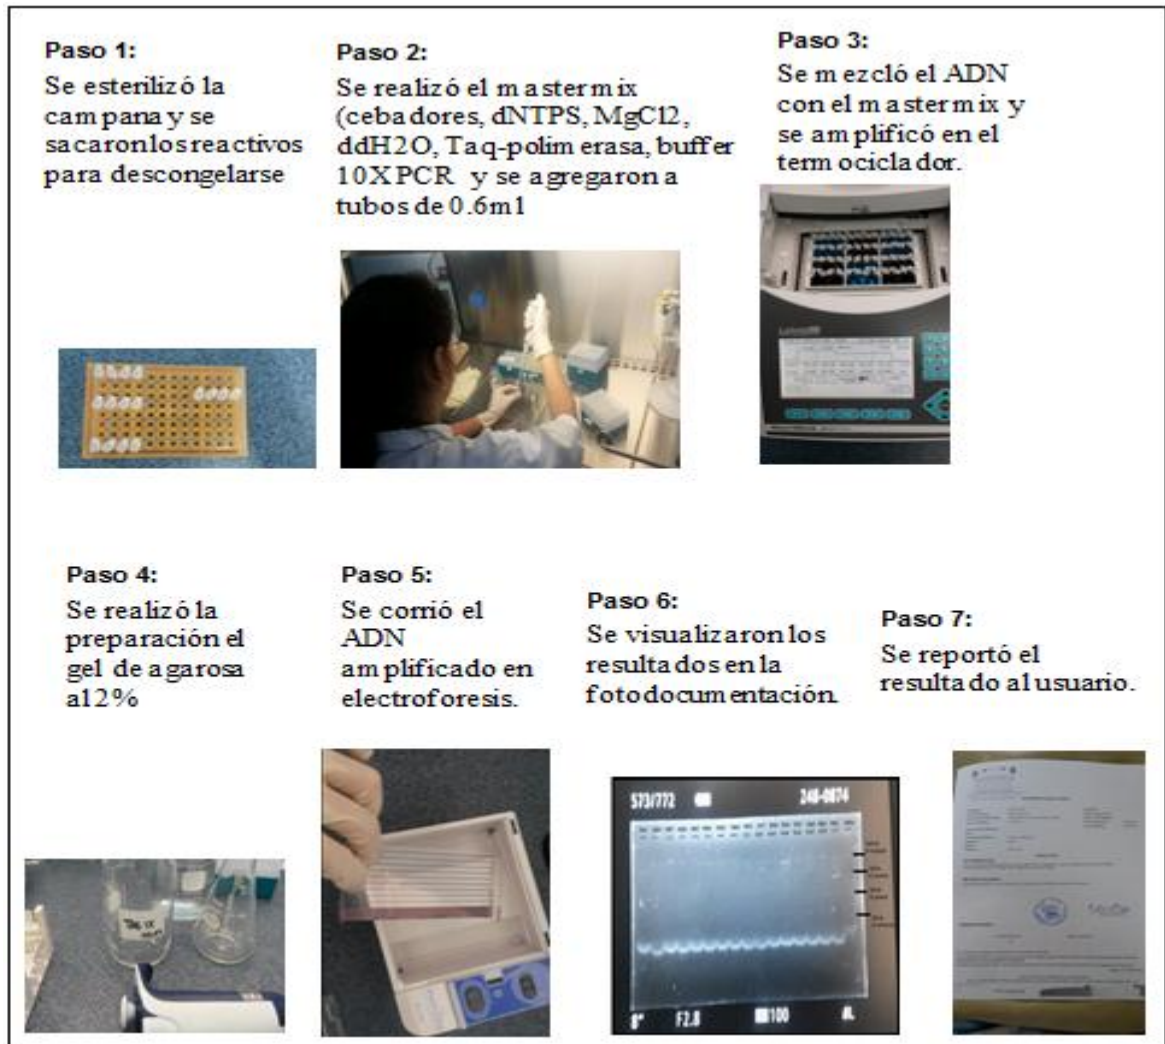 Paso 1:
Se esterilizó la
campana y se
sacaron los reactivos
para descongelarse
Paso 2:
Se realizó el mastermix
(cebadores, dNTPS, MgCl2,
ddH2O, Taq-polimerasa, buffer
10X PCR y se agregaron a
tubos de 0.6ml
Paso 3:
Se mezcló el ADN
con el mastermix y
se amplificó en el
termociclador.
Paso 4:
Se realizó la
preparación el
gel de agarosa
al 2%
Paso 5:
Se corrió el
ADN
amplificado en
electroforesis.
Paso 6:
Se visualizaron los
resultados en la
fotodocumentación.
Paso 7:
Se reportó el
resultado al usuario.
573/772
248-0874
F2.8
100